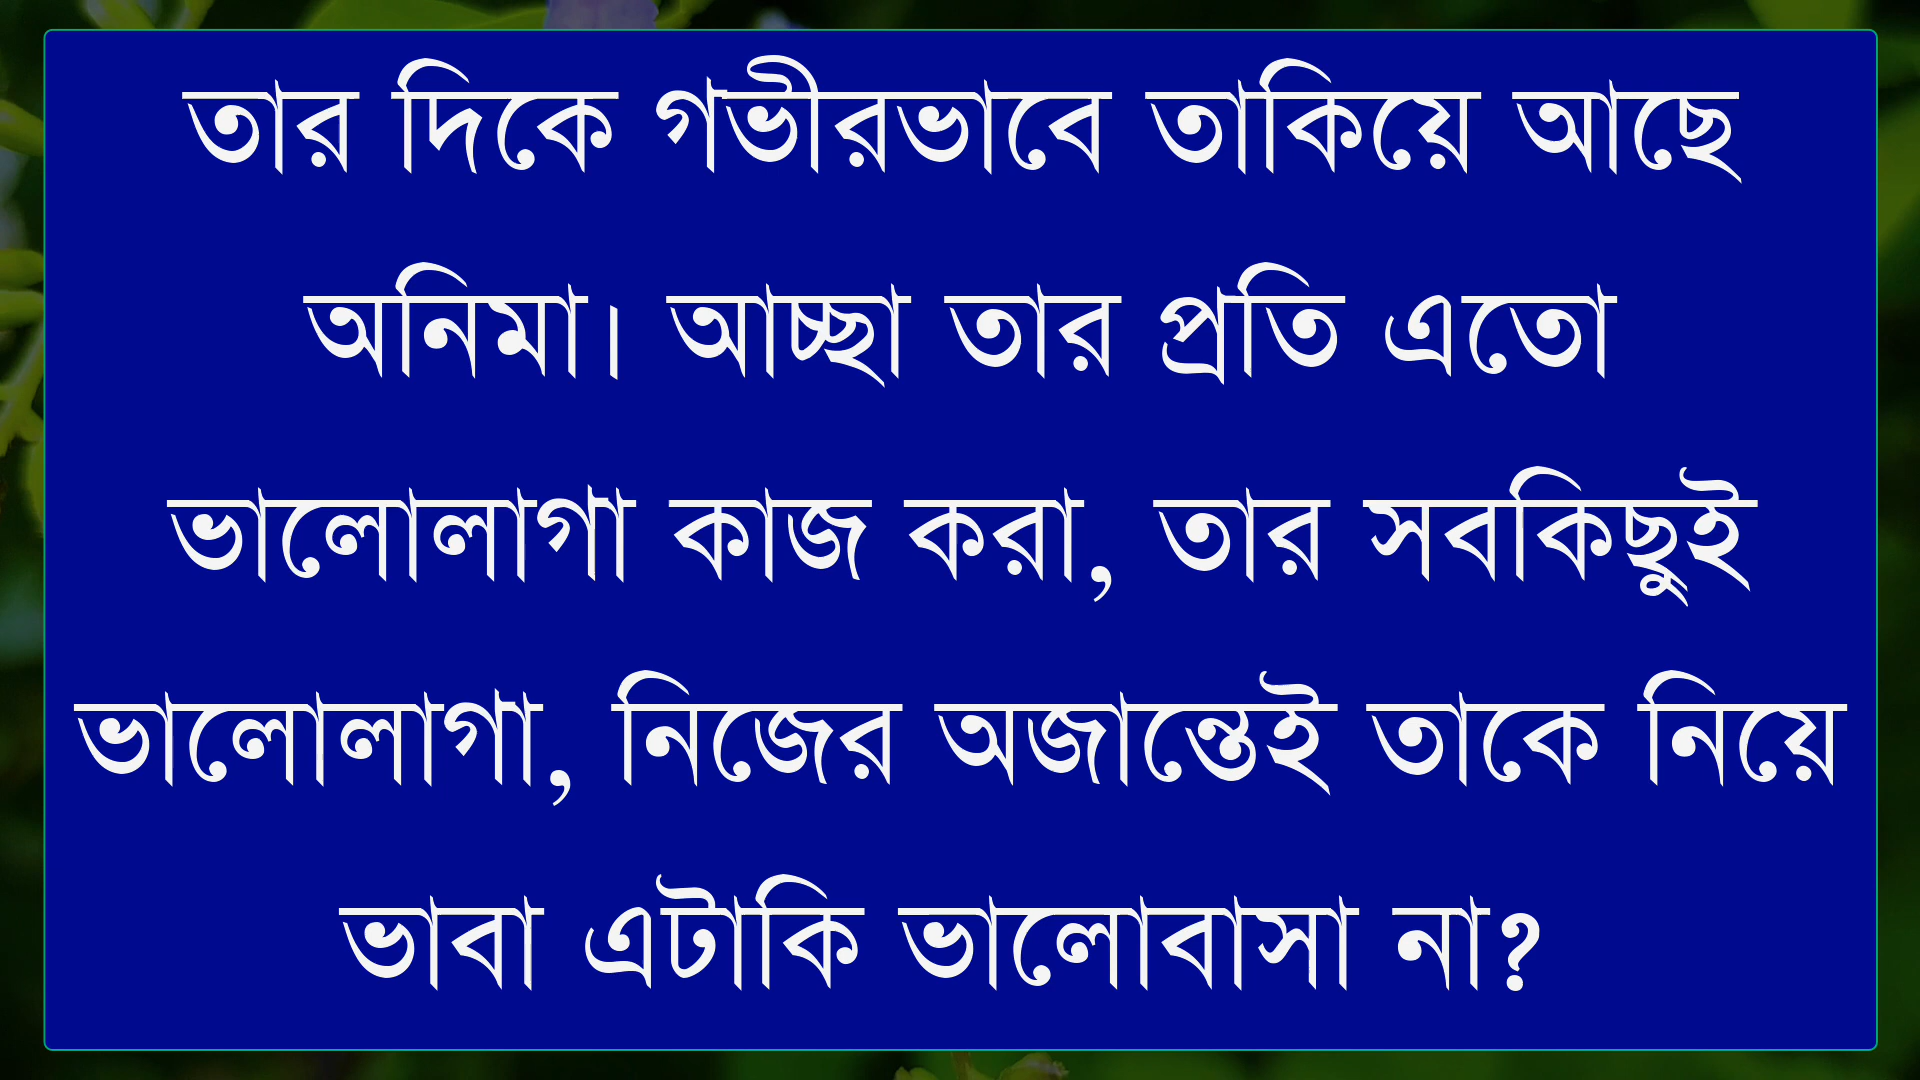 তার দিকে গভীরভাবে তাকিয়ে আছে
অনিমা। আচ্ছা তার প্রতি এতো
ভালোলাগা কাজ করা, তার সবকিছুই
ভালোলাগা, নিজের অজান্তেই তাকে নিয়ে
ভাবা এটাকি ভালোবাসা না?